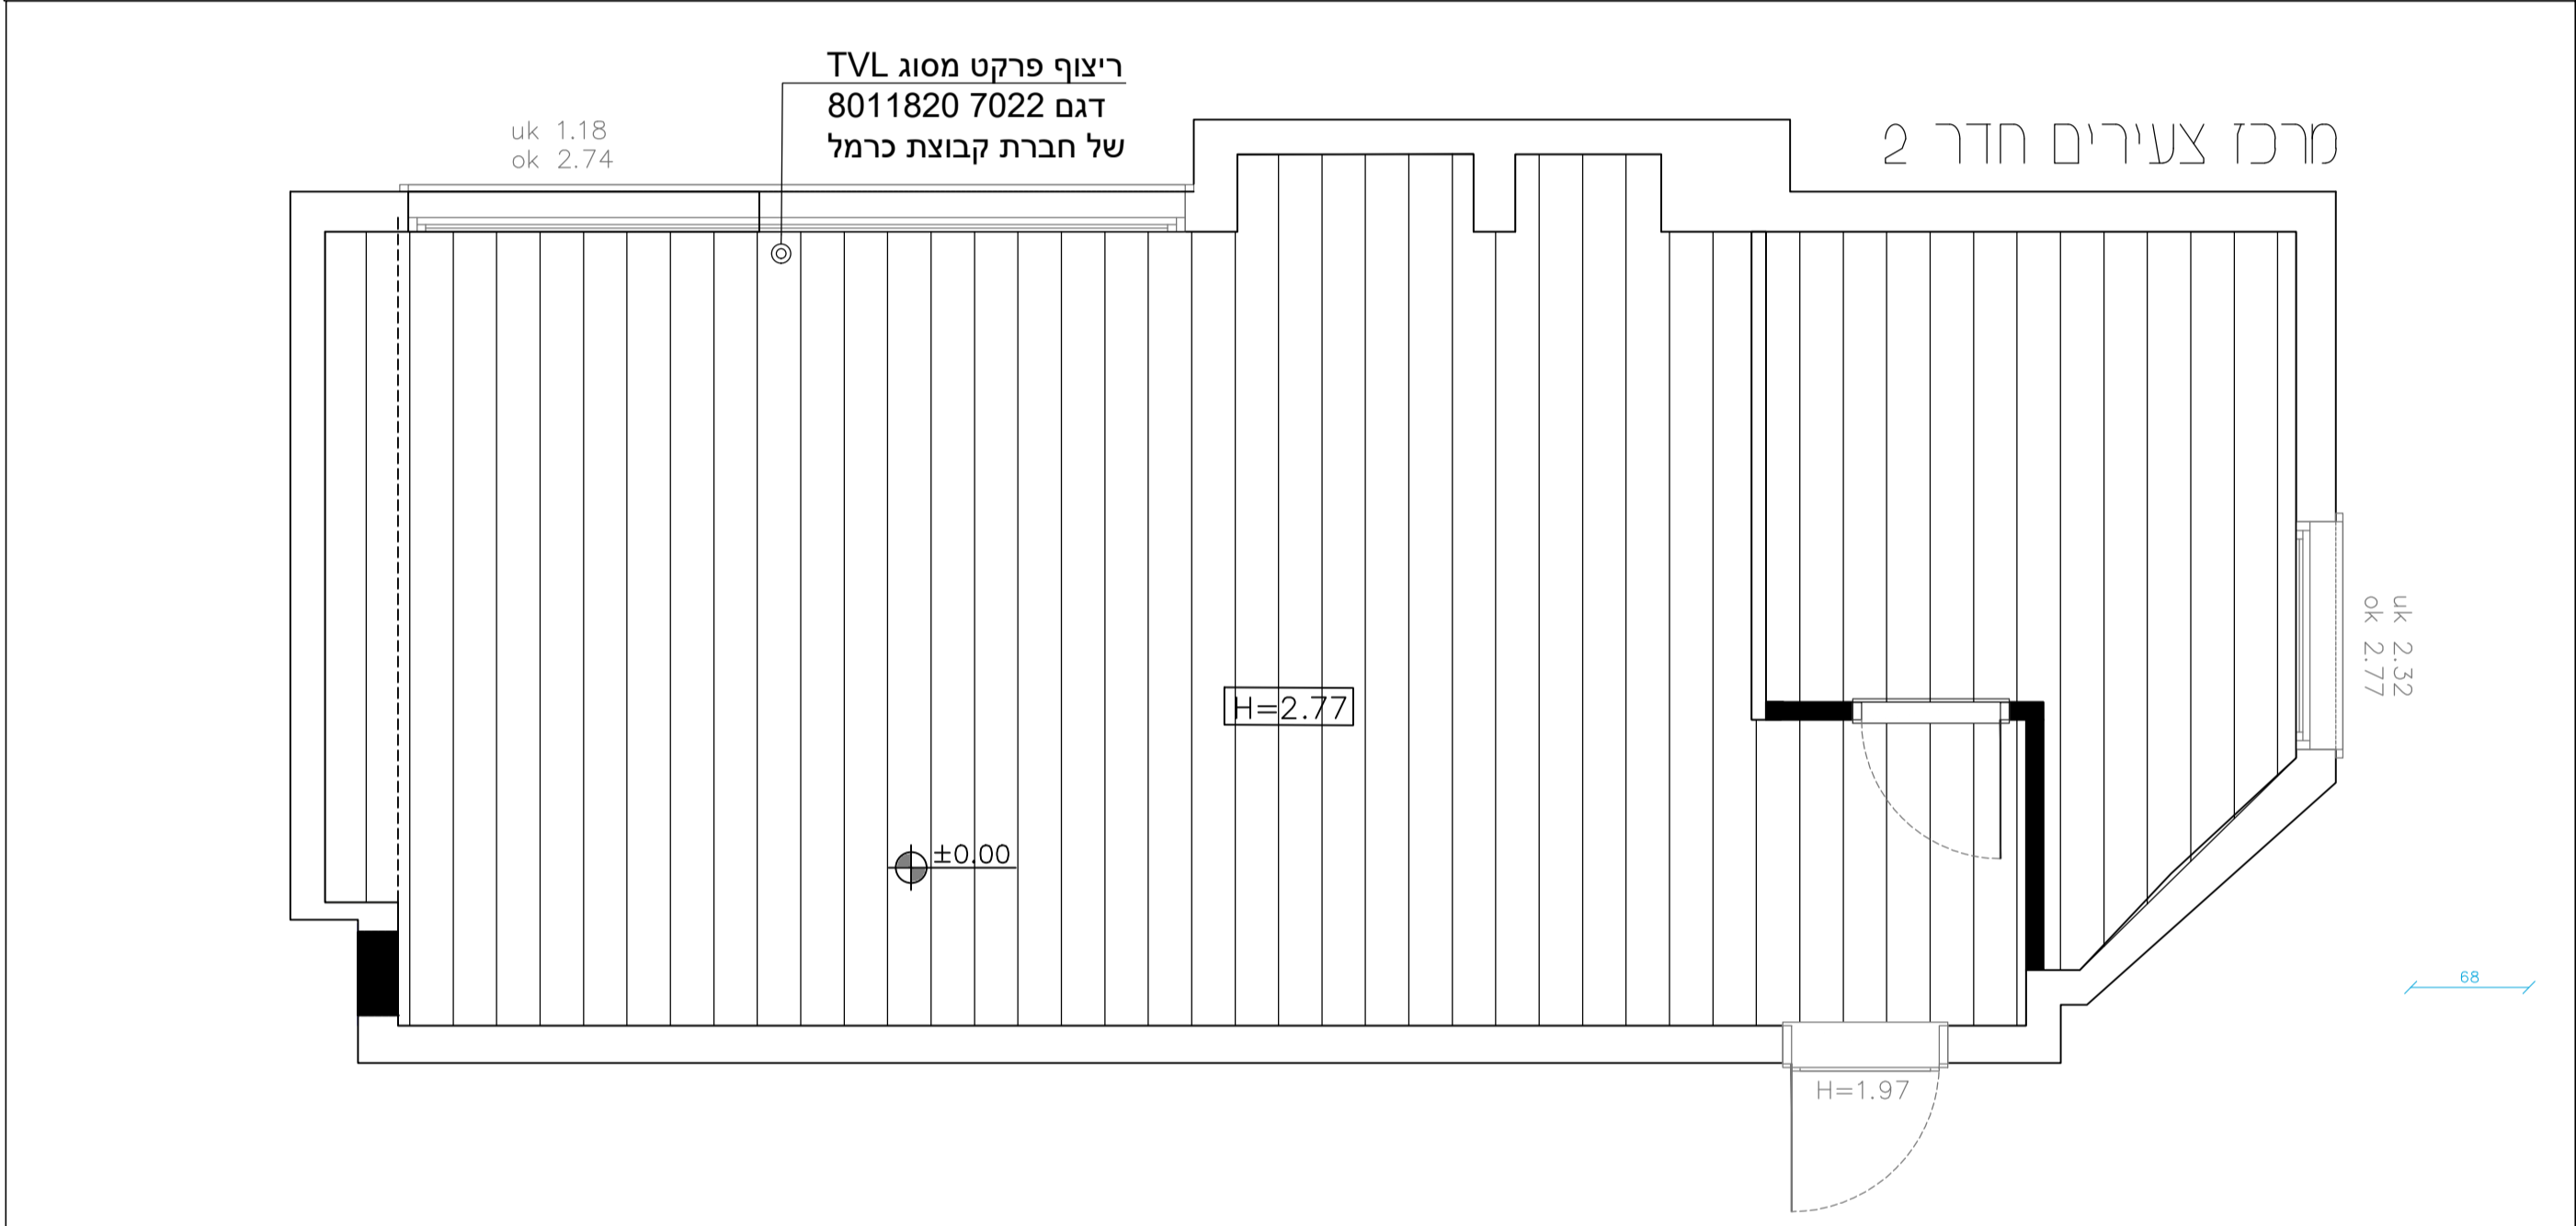 ריצוף פרקט מסוג TVL
דגם 7022 8011820
של חברת קבוצת כרמל
מרכז צעירים חדר 2
uk 1.18
ok 2.74
uk 2.32
ok 2.77
H=2.77
±0.00
68
H=1.97